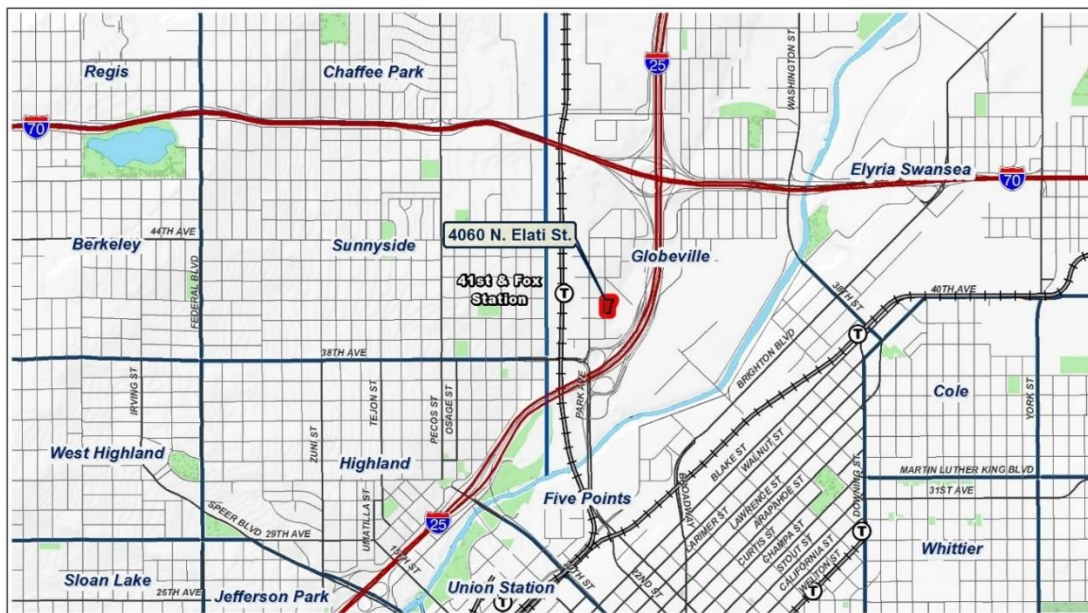 25
WASHINGTON ST
Regis
Chaffee Park
70
Elyria Swansea
70
4060 N. Elati St.
Berkeley
44TH AVE
Sunnyside
Globeville
FEDERAL BLVD
41st & Fox
Station
T
38TH ST
40TH AVE
T
38TH AVE
BRIGHTON BLVD
IRVING ST
TEJON ST
PECOS ST
OSAGE ST
PARK AVE
Cole
YORK ST
ZUNI ST
West Highland
Highland
BLAKE ST
WALNUT ST
MARTIN LUTHER KING BLVD
Five Points
BROADWAY
LAWRENCE ST
ARAPAHOE ST
LARIMER ST
DOWNING ST
31ST AVE
SPEER BLVD
UMATILLA ST
29TH AVE
25
15TH ST
CURTIS ST
CHAMPA ST
STOUT ST
CALIFORNIA ST
WELTON ST
T
Whittier
Sloan Lake
26TH AVE
Jefferson Park
Union Station
T
22ND ST
T